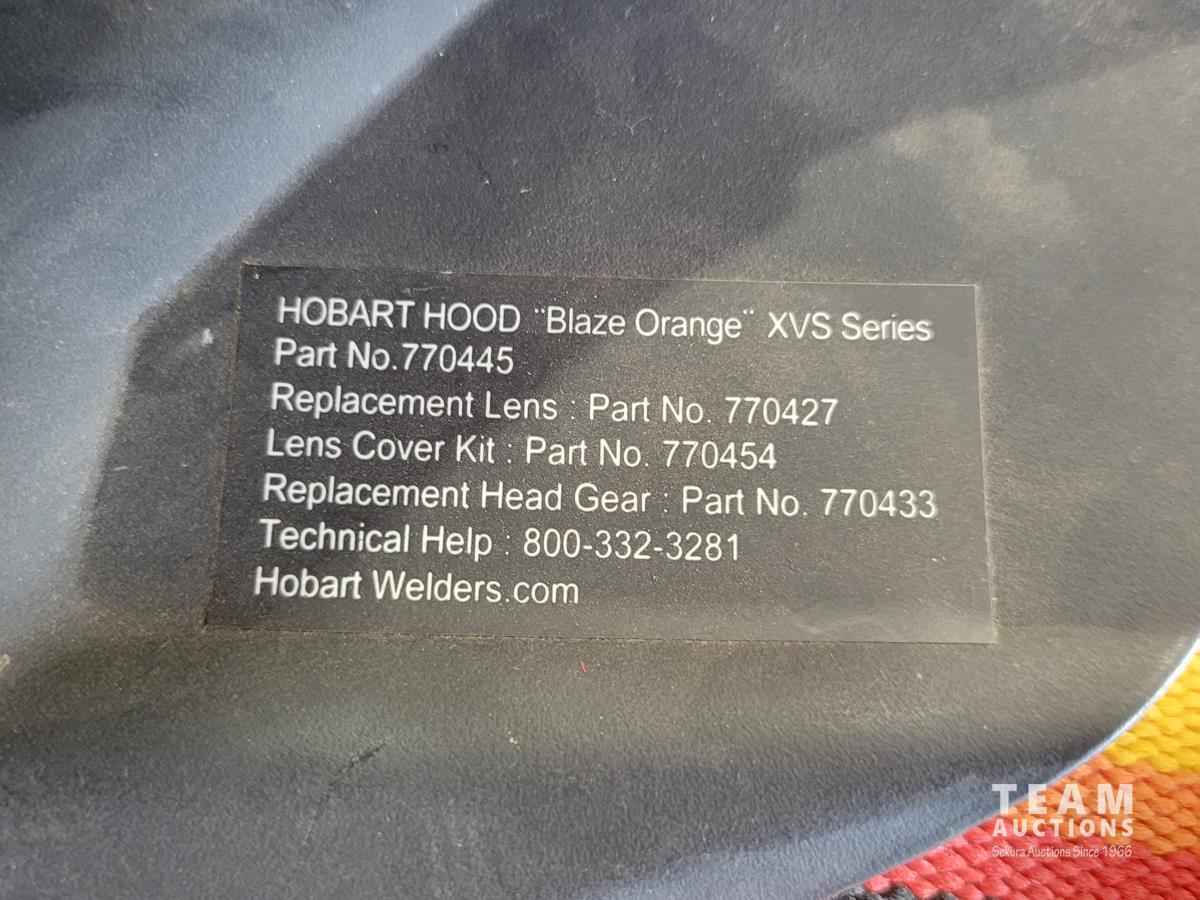 HOBART HOOD "Blaze Orange" XVS Series
Part No.770445
Replacement Lens : Part No. 770427
Lens Cover Kit : Part No. 770454
Replacement Head Gear : Part No. 770433
Technical Help : 800-332-3281
Hobart Welders.com
TEAM
AUCTIONS
Sekura Auctions Since 1966